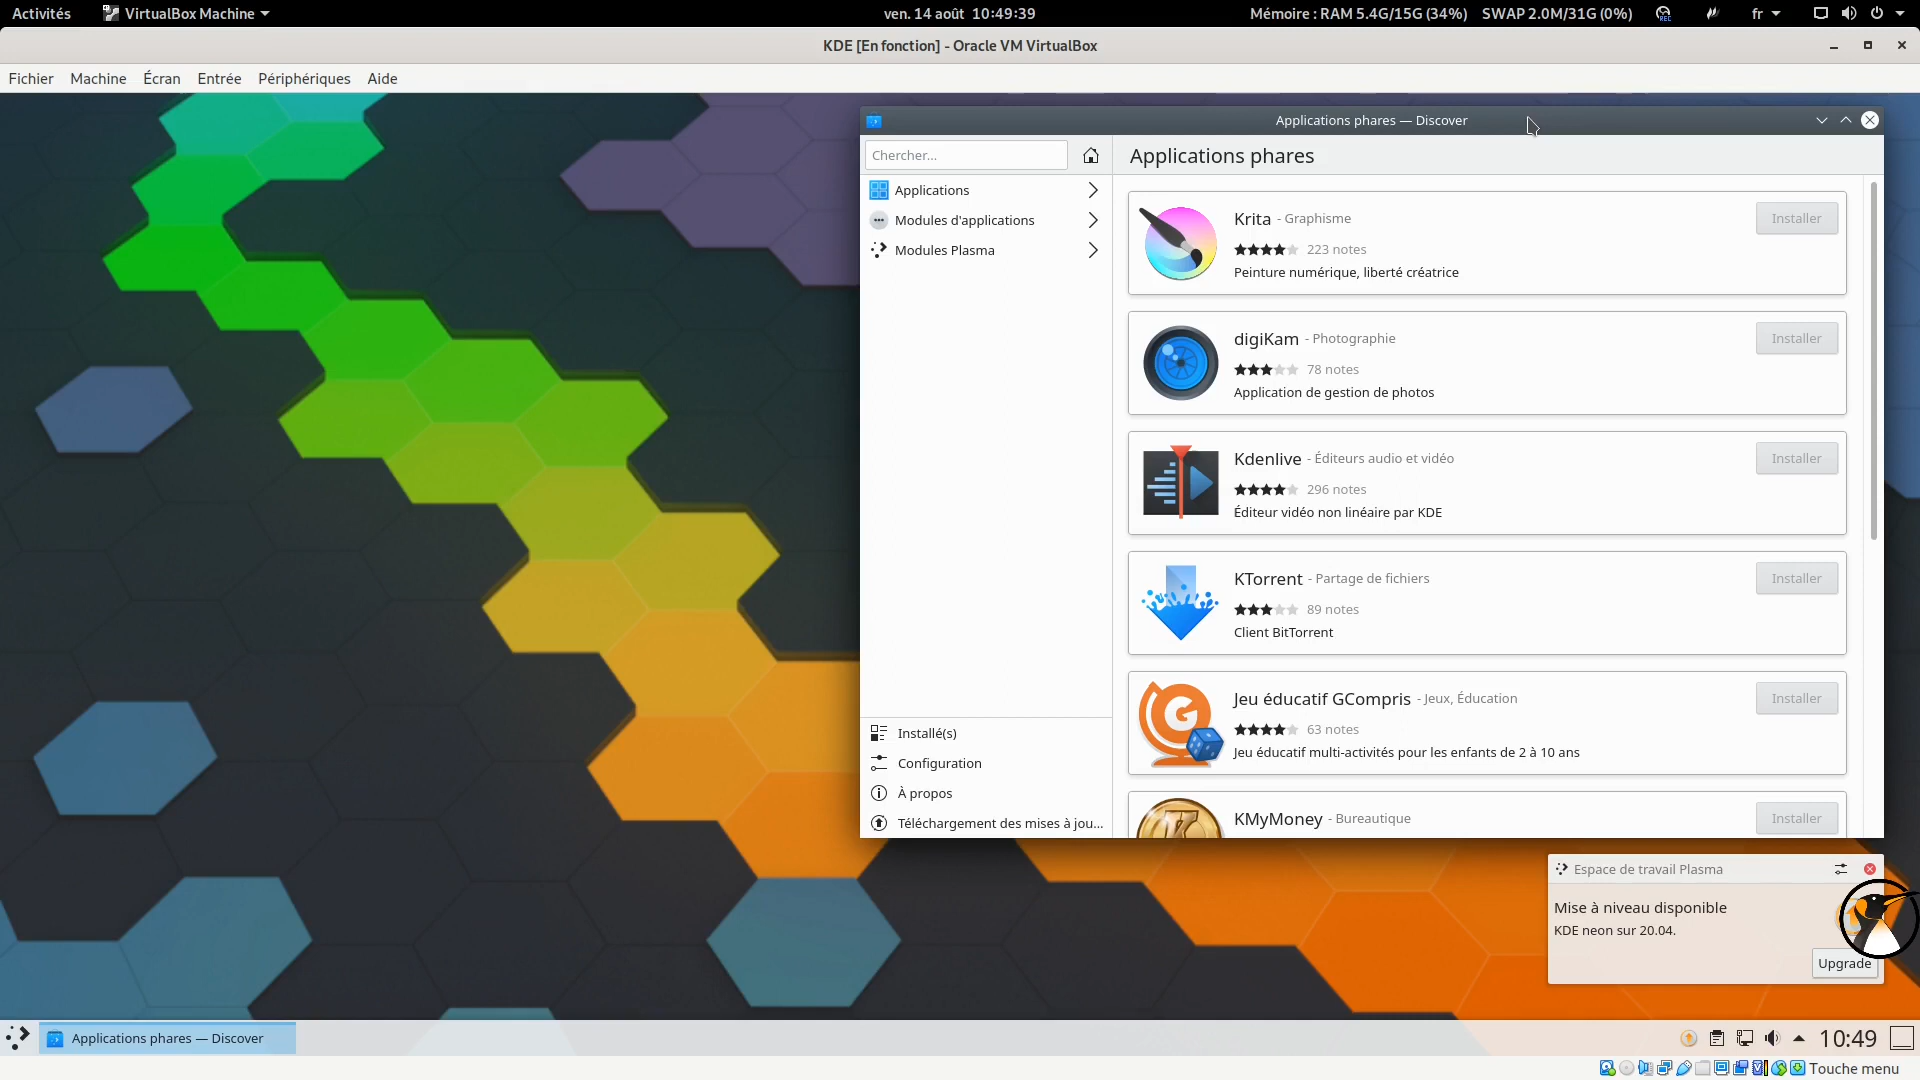 Activités
VirtualBox Machine
ven. 14 août 10:49:39
Mémoire : RAM 5.4G/15G (34%) SWAP 2.0M/31G (0%)
fr
KDE [En fonction] - Oracle VM VirtualBox
Fichier Machine Écran Entrée Périphériques Aide
Applications phares — Discover
Chercher...
Applications
Modules d'applications
Modules Plasma
Installé(s)
Configuration
À propos
Téléchargement des mises à jou...
Applications phares
Krita - Graphisme
Installer
223 notes
Peinture numérique, liberté créatrice
digiKam - Photographie
Installer
78 notes
Application de gestion de photos
Kdenlive - Éditeurs audio et vidéo
Installer
296 notes
Éditeur vidéo non linéaire par KDE
KTorrent - Partage de fichiers
Installer
89 notes
Client BitTorrent
Jeu éducatif GCompris - Jeux, Éducation
Installer
63 notes
Jeu éducatif multi-activités pour les enfants de 2 à 10 ans
KMyMoney - Bureautique
Installer
Espace de travail Plasma
Mise à niveau disponible
KDE neon sur 20.04.
Upgrade
Applications phares — Discover
10:49
Touche menu